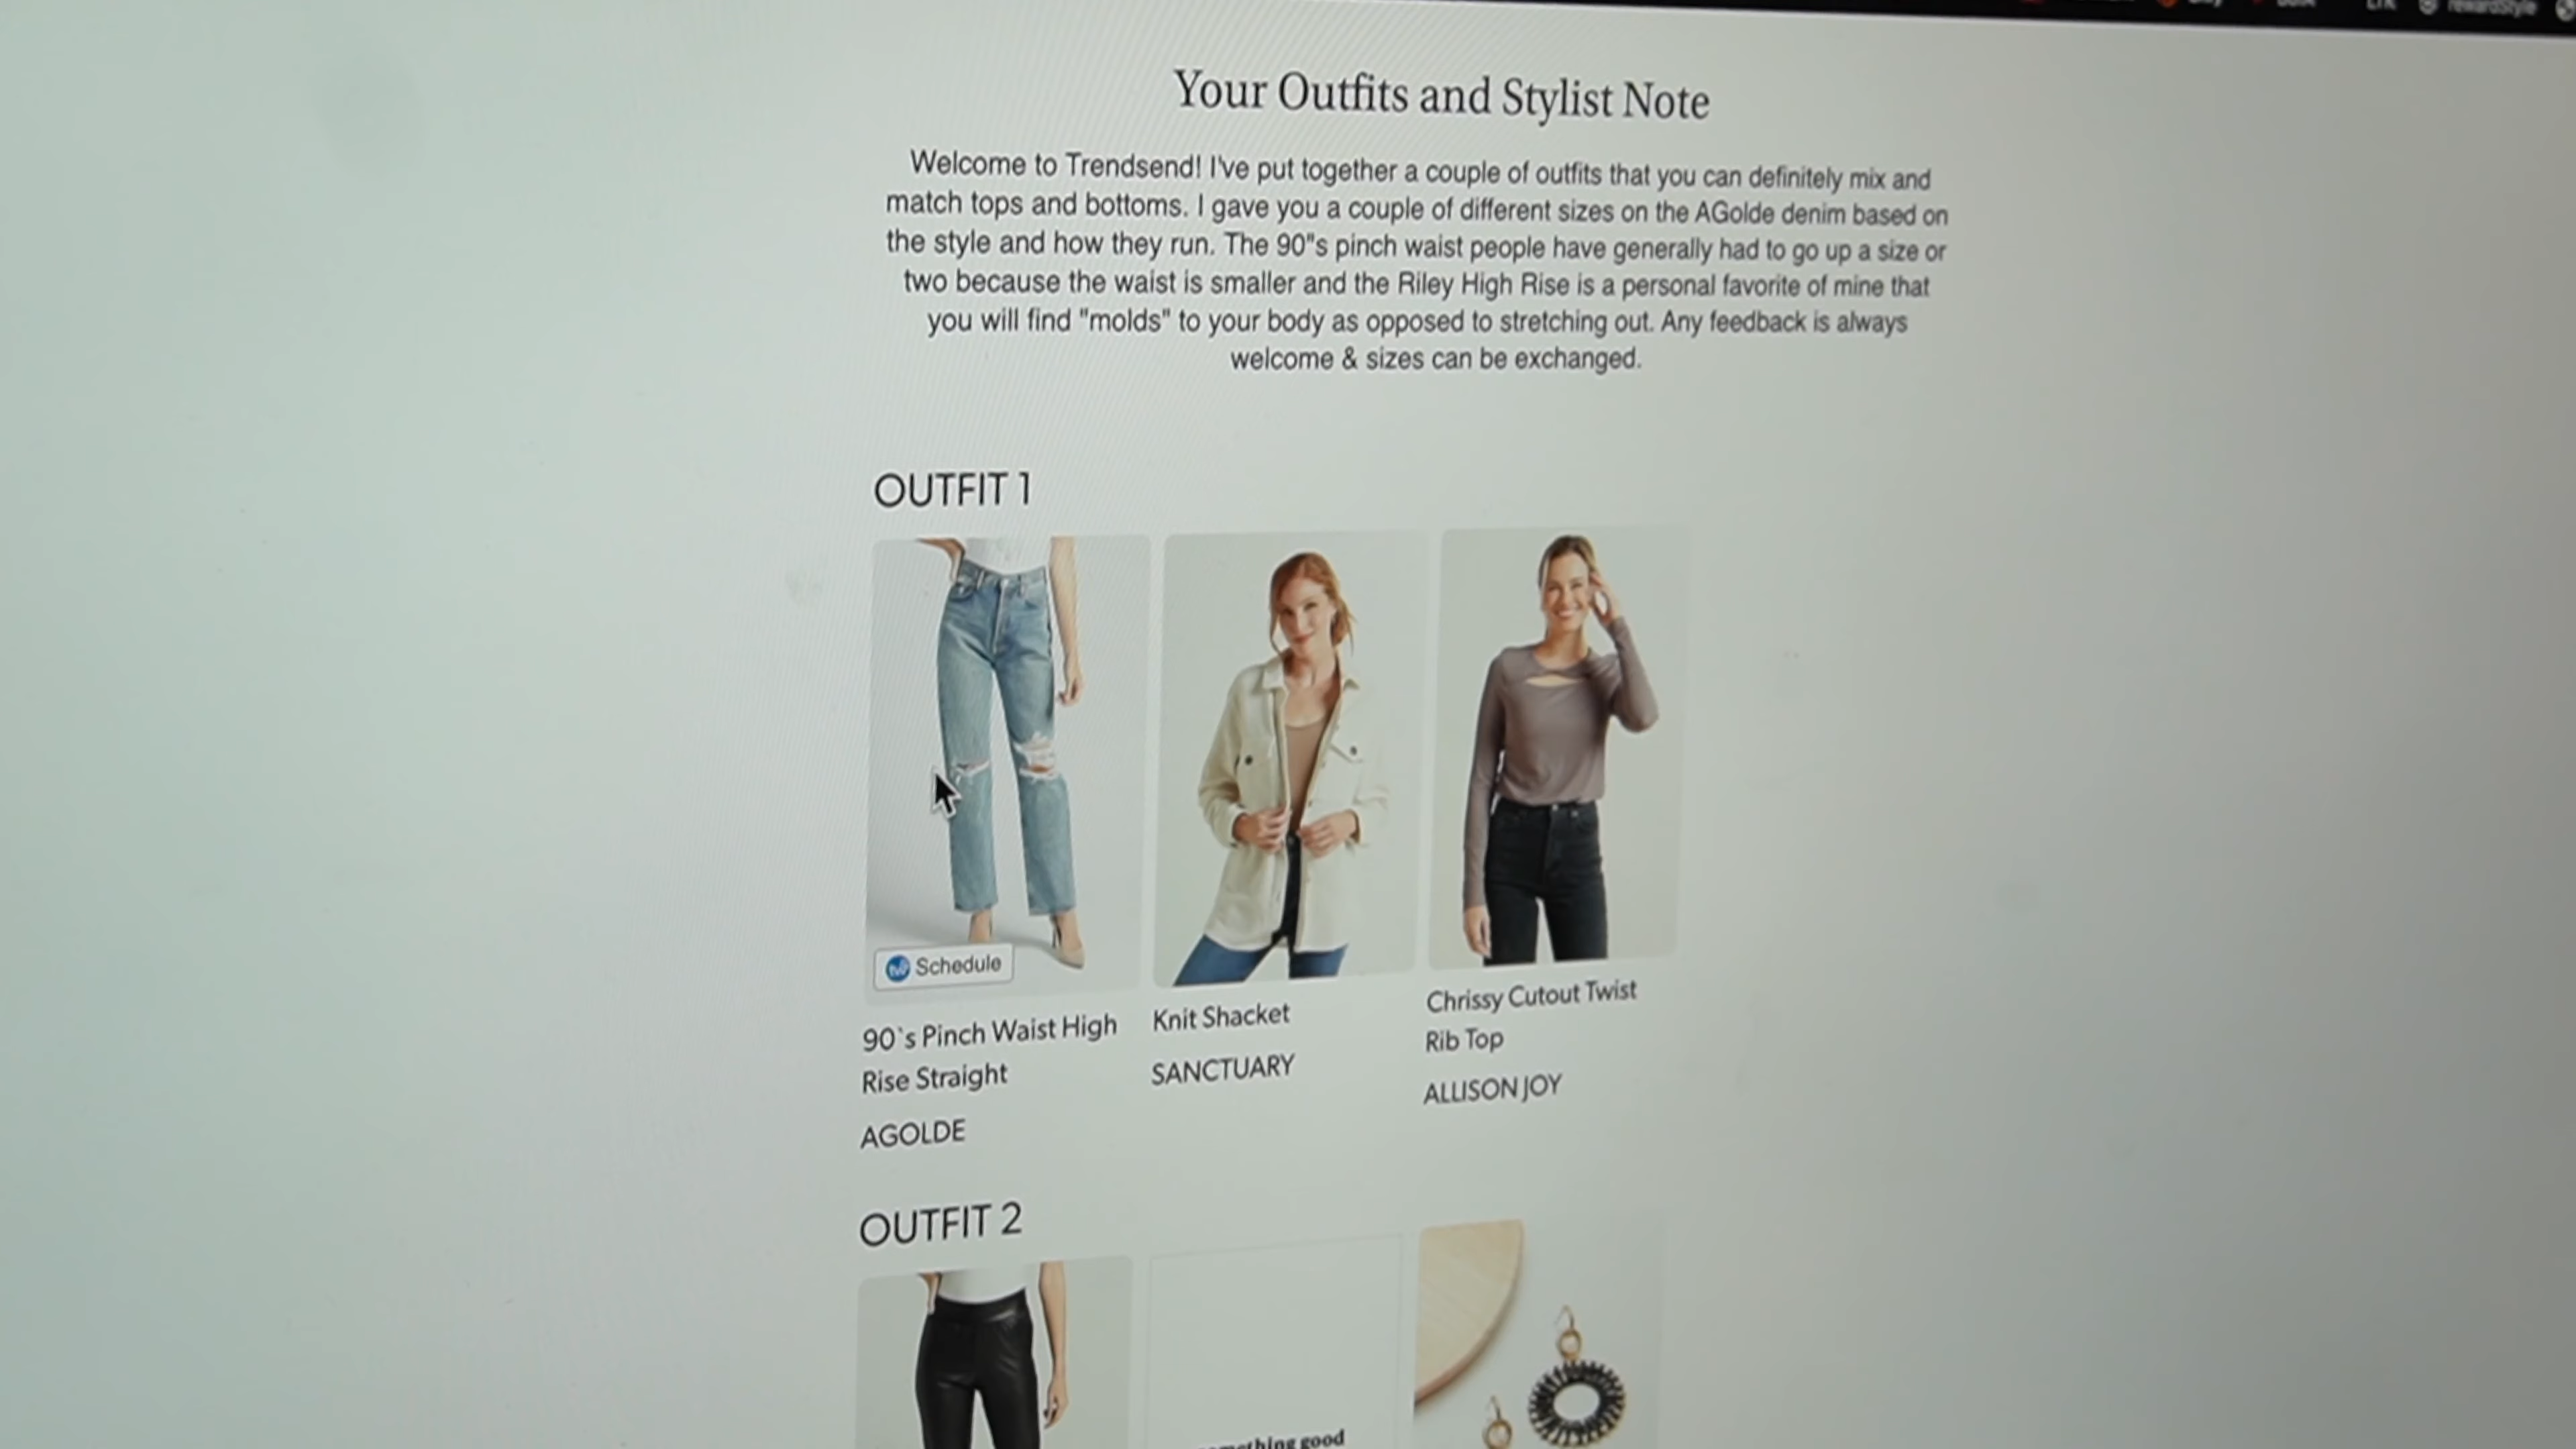 rewardStyle
Your Outfits and Stylist Note
Welcome to Trendsend! I've put together a couple of outfits that you can definitely mix and
match tops and bottoms. I gave you a couple of different sizes on the AGolde denim based on
the style and how they run. The 90"s pinch waist people have generally had to go up a size or
two because the waist is smaller and the Riley High Rise is a personal favorite of mine that
you will find "molds" to your body as opposed to stretching out. Any feedback is always
welcome & sizes can be exchanged.
OUTFIT 1
Schedule
90`s Pinch Waist High
Rise Straight
AGOLDE
Knit Shacket
SANCTUARY
Chrissy Cutout Twist
Rib Top
ALLISON JOY
OUTFIT 2
good